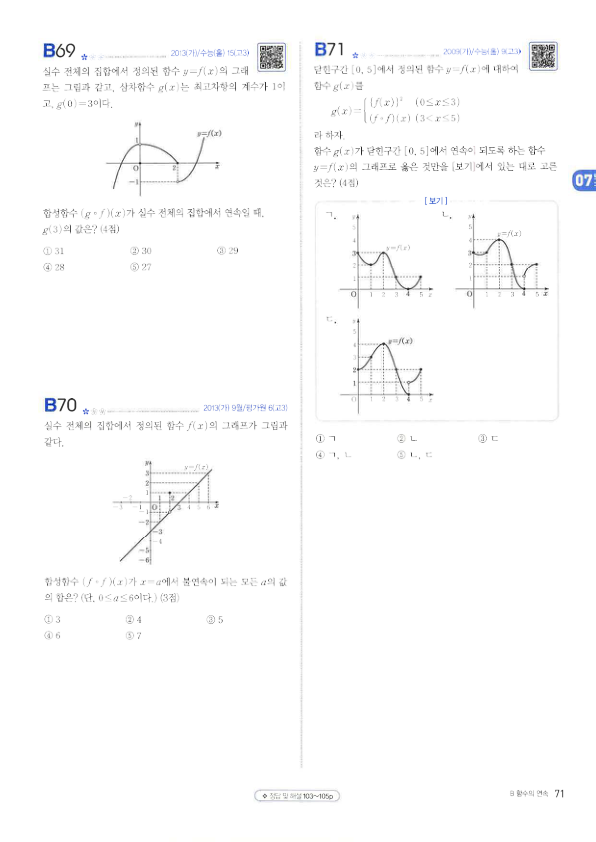 B69
2013(가)/수능(홀) 15(고3)
실수 전체의 집합에서 정의된 함수 y=f(x)의 그래
프는 그림과 같고, 삼차함수 g(x)는 최고차항의 계수가 1이
고, g(0)=3이다.
y
y=f(x)
1
O
2
x
-1
합성함수 (g∘f)(x)가 실수 전체의 집합에서 연속일 때,
g(3)의 값은? (4점)
① 31 ② 30 ③ 29
④ 28 ⑤ 27
B70
2013(가) 9월/평가원 6(고3)
실수 전체의 집합에서 정의된 함수 f(x)의 그래프가 그림과
같다.
y
y=f(x)
3
2
1
-2
-1
O
1 2 3 4 5 6
x
-1
-2
-3
-4
-5
-6
합성함수 (f∘f)(x)가 x=a에서 불연속이 되는 모든 a의 값
의 합은? (단, 0≤a≤6이다.) (3점)
① 3 ② 4 ③ 5
④ 6 ⑤ 7
B71
2009(가)/수능(홀) 8(고3)
닫힌구간 [0, 5]에서 정의된 함수 y=f(x)에 대하여
함수 g(x)를
g(x)={ {f(x)}² (0≤x≤3)
(f∘f)(x) (3<x≤5)
라 하자.
함수 g(x)가 닫힌구간 [0, 5]에서 연속이 되도록 하는 함수
y=f(x)의 그래프로 옳은 것만을 [보기]에서 있는 대로 고른
것은? (4점)
[보기]
ㄱ.
y
5
4
3
2
1
O
1 2 3 4 5 x
y=f(x)
ㄴ.
y
5
4
3
2
1
O
1 2 3 4 5 x
y=f(x)
ㄷ.
y
5
4
3
2
1
O
1 2 3 4 5 x
y=f(x)
① ㄱ ② ㄴ ③ ㄷ
④ ㄱ, ㄴ ⑤ ㄴ, ㄷ
07
❖ 정답 및 해설 103~105p
B 함수의 연속 71